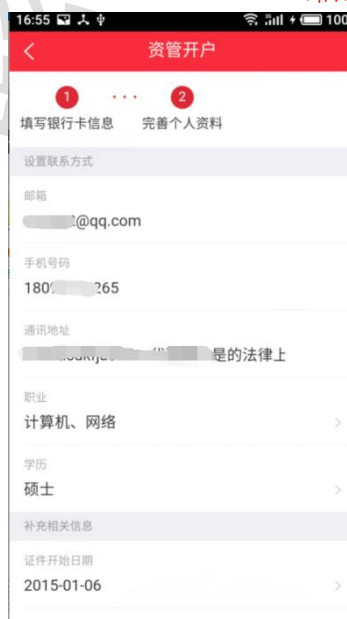 16:55
100
资管开户
1 ··· 2
填写银行卡信息 完善个人资料
设置联系方式
邮箱
@qq.com
手机号码
180 265
通讯地址
是的法律上
职业
计算机、网络
学历
硕士
补充相关信息
证件开始日期
2015-01-06